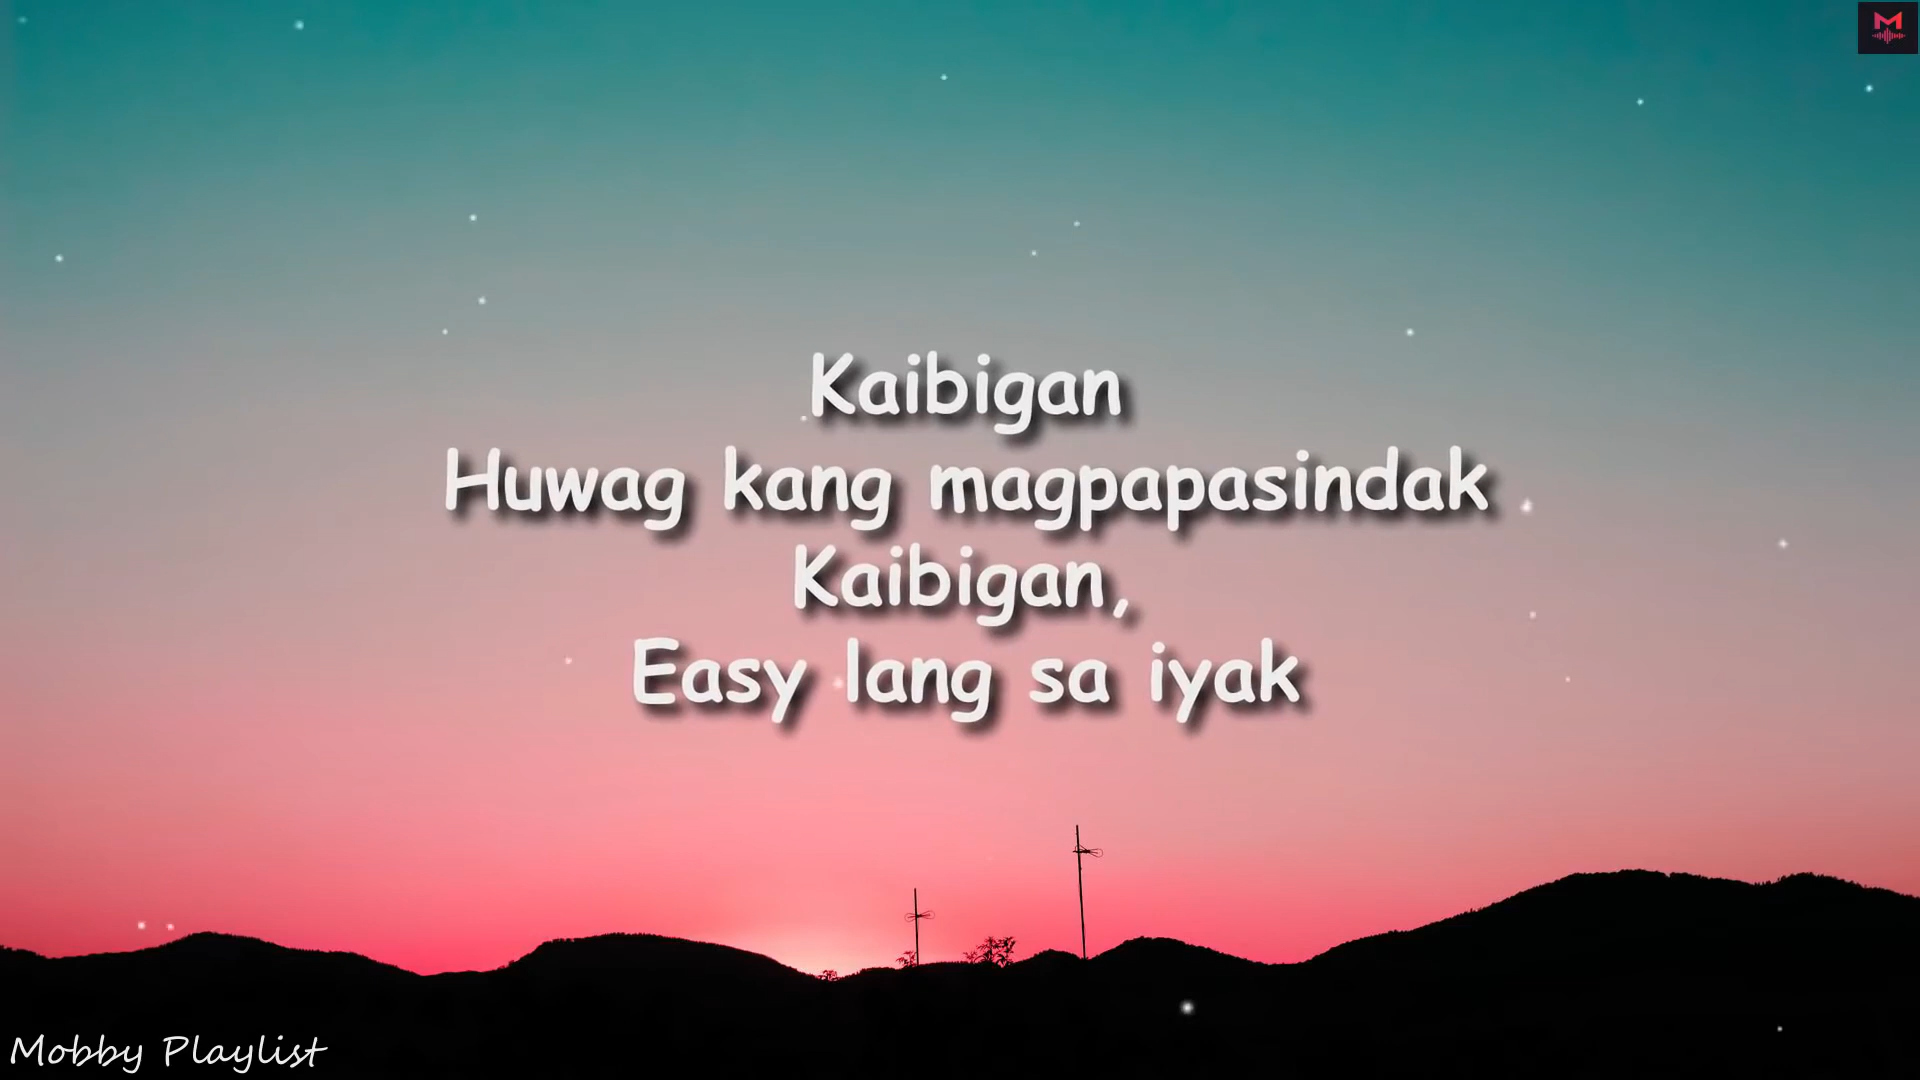 M
Kaibigan
Huwag kang magpapasindak
Kaibigan,
Easy lang sa iyak
Mobby Playlist